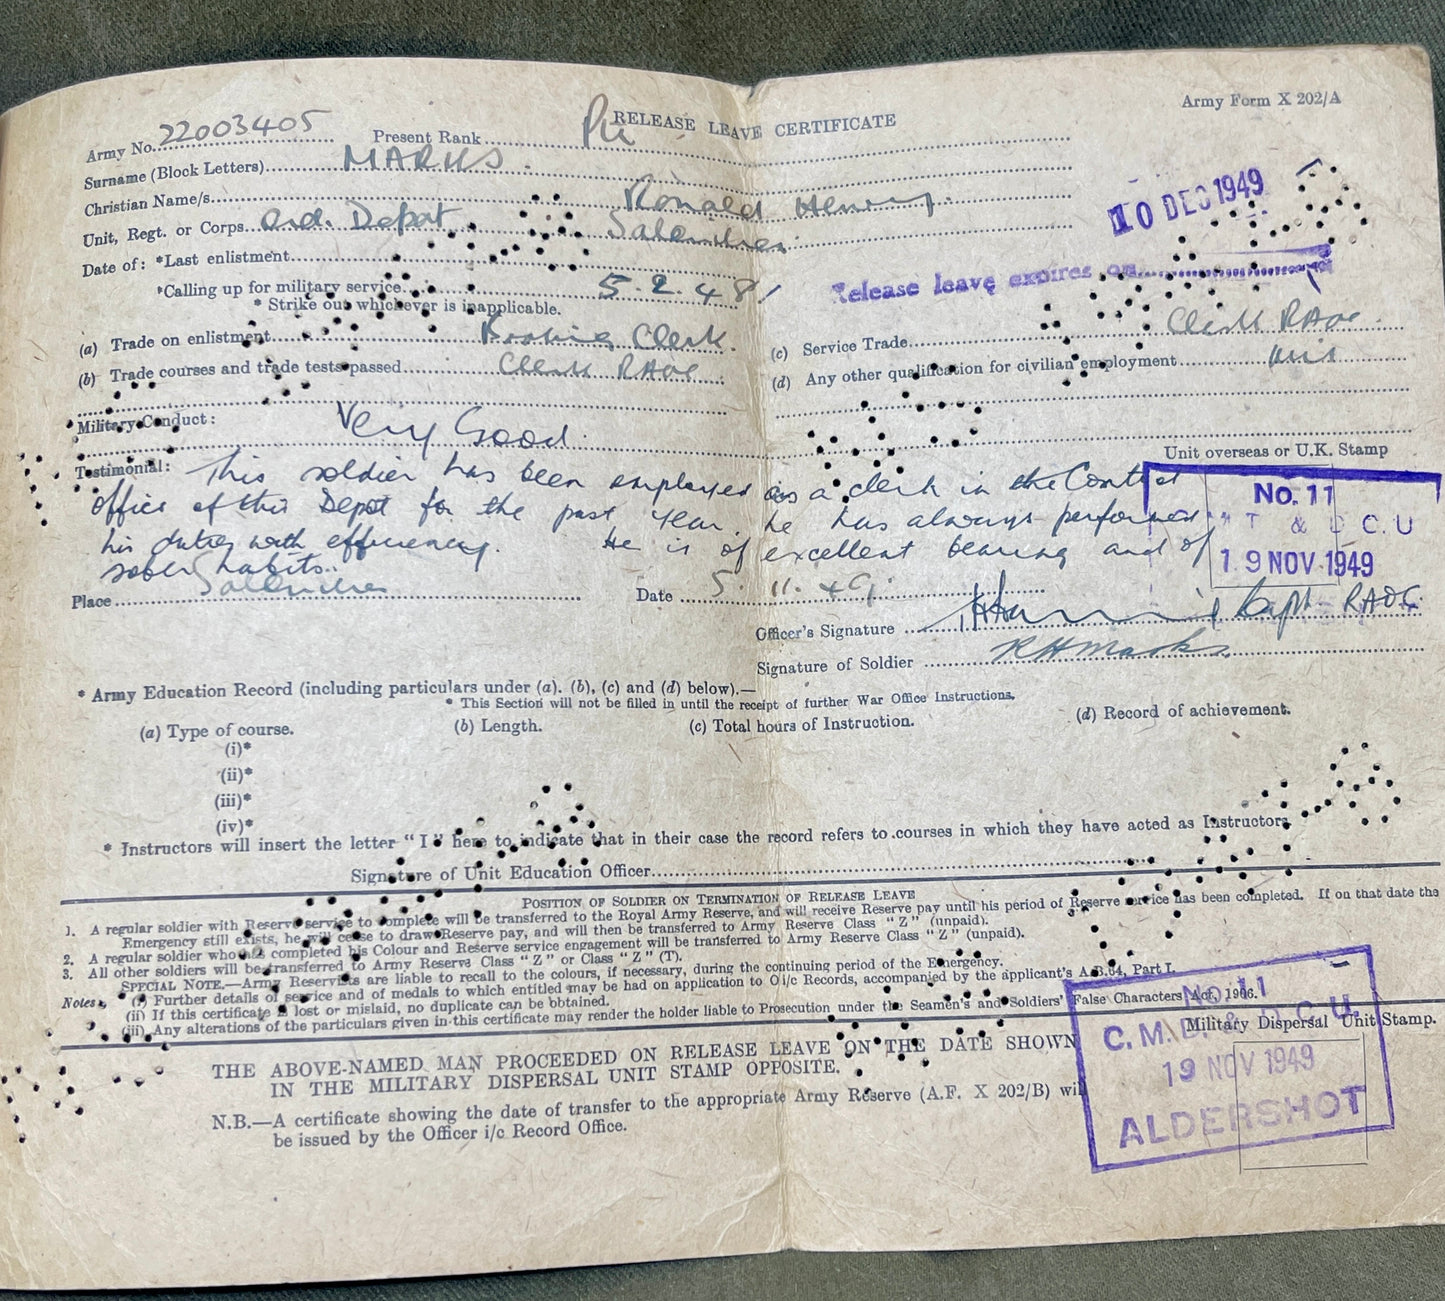 Army Form X 202/A
RELEASE LEAVE CERTIFICATE
Army No. 22003405 Present Rank Pte
Surname (Block Letters) MARKS
Christian Name/s Ronald Henry
Unit, Regt. or Corps Ord. Depot
Date of: *Last enlistment
*Calling up for military service 5.2.48
* Strike out whichever is inapplicable.
10 DEC 1949
Release leave expires on
(a) Trade on enlistment Clerk
(b) Trade courses and trade tests passed Clerk RAOC
(c) Service Trade Clerk RAOC
(d) Any other qualification for civilian employment Nil
Military Conduct: Very Good
Testimonial: This soldier has been employed as a clerk in the Control
office of this Depot for the past year, he has always performed
his duties with efficiency. He is of excellent bearing and of
sober habits.
Unit overseas or U.K. Stamp
No. 11
C U
19 NOV 1949
Place
Date 5.11.49
Officer's Signature Capt RAOC
Signature of Soldier RH Marks
* Army Education Record (including particulars under (a), (b), (c) and (d) below).—
* This Section will not be filled in until the receipt of further War Office Instructions.
(a) Type of course. (b) Length. (c) Total hours of Instruction. (d) Record of achievement.
(i)*
(ii)*
(iii)*
(iv)*
* Instructors will insert the letter "I" here to indicate that in their case the record refers to courses in which they have acted as Instructors.
Signature of Unit Education Officer
POSITION OF SOLDIER ON TERMINATION OF RELEASE LEAVE
1. A regular soldier with Reserve service to complete will be transferred to the Royal Army Reserve, and will receive Reserve pay until his period of Reserve service has been completed. If on that date the
Emergency still exists, he will cease to draw Reserve pay, and will then be transferred to Army Reserve Class "Z" (unpaid).
2. A regular soldier who has completed his Colour and Reserve service engagement will be transferred to Army Reserve Class "Z" (unpaid).
3. All other soldiers will be transferred to Army Reserve Class "Z" or Class "Z" (T).
SPECIAL NOTE.—Army Reservists are liable to recall to the colours, if necessary, during the continuing period of the Emergency.
Notes: (i) Further details of service and of medals to which entitled may be had on application to O i/c Records, accompanied by the applicant's A.B.64, Part I.
(ii) If this certificate is lost or mislaid, no duplicate can be obtained.
(iii) Any alterations of the particulars given in this certificate may render the holder liable to Prosecution under the Seamen's and Soldiers' False Characters Act, 1906.
THE ABOVE-NAMED MAN PROCEEDED ON RELEASE LEAVE ON THE DATE SHOWN
IN THE MILITARY DISPERSAL UNIT STAMP OPPOSITE.
N.B.—A certificate showing the date of transfer to the appropriate Army Reserve (A.F. X 202/B) will
be issued by the Officer i/c Record Office.
Military Dispersal Unit Stamp.
No. 11
C.M.D. & D.C.U.
19 NOV 1949
ALDERSHOT